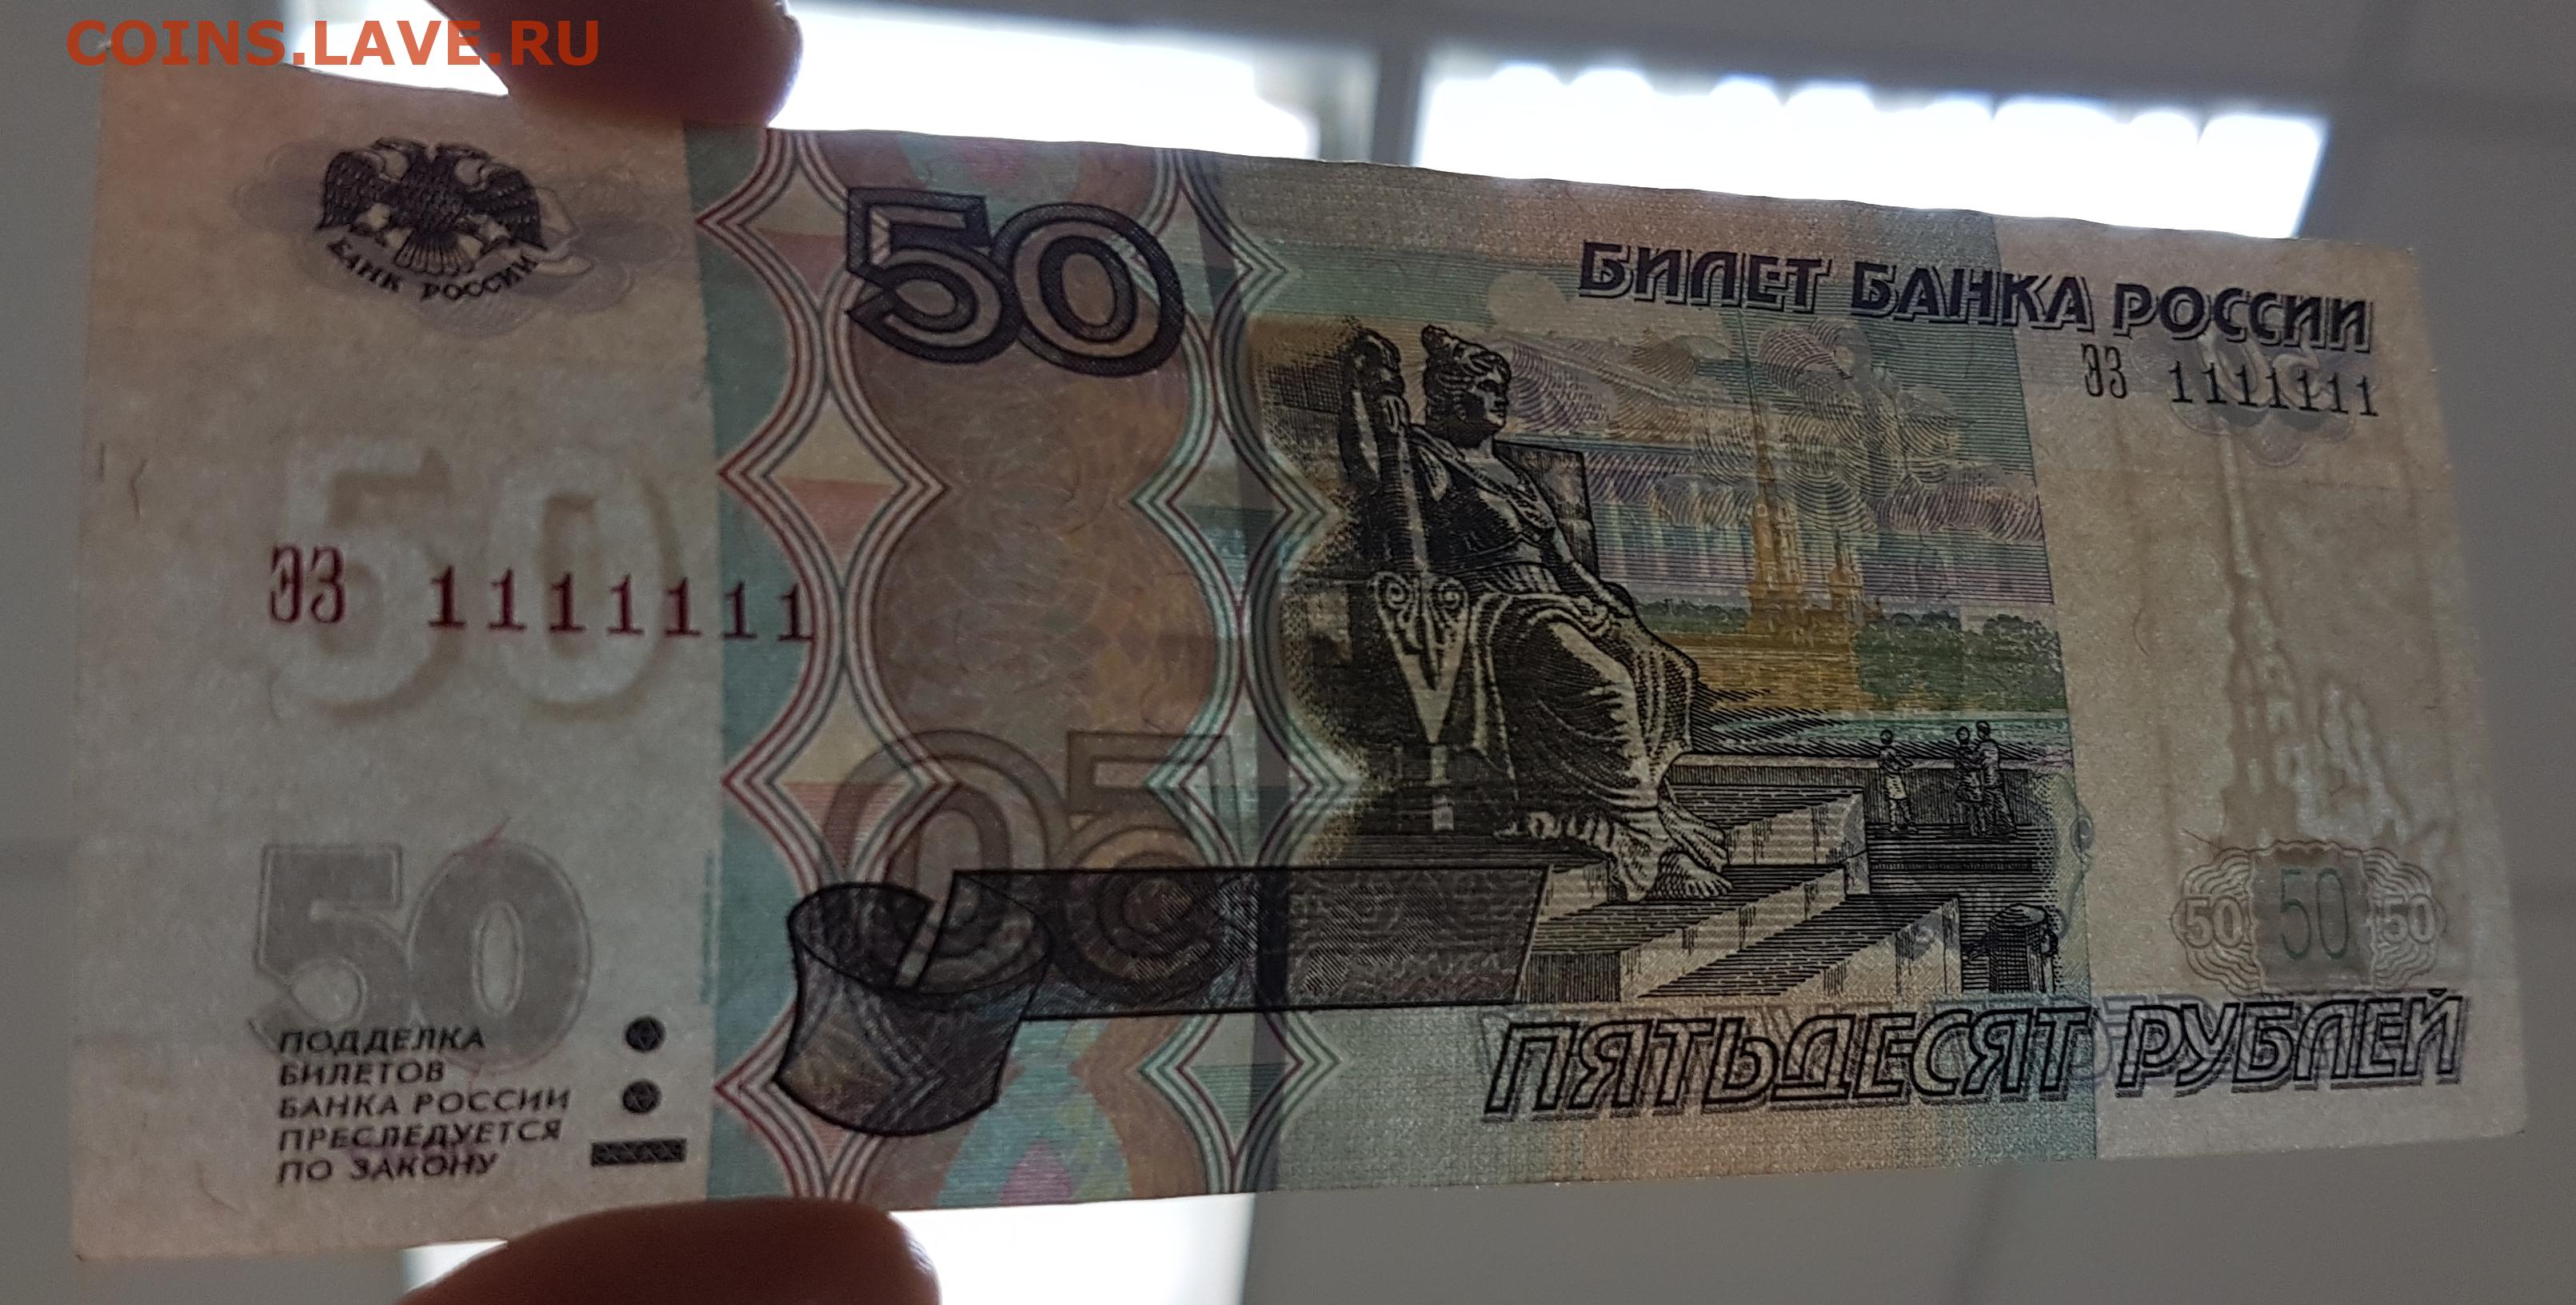 COINS.LAVE.RU
БАНК РОССИИ
50
БИЛЕТ БАНКА РОССИИ
ЭЗ 1111111
50
ЭЗ 1111111
50
50 50 50
ПОДДЕЛКА
БИЛЕТОВ
БАНКА РОССИИ
ПРЕСЛЕДУЕТСЯ
ПО ЗАКОНУ
ПЯТЬДЕСЯТ РУБЛЕЙ